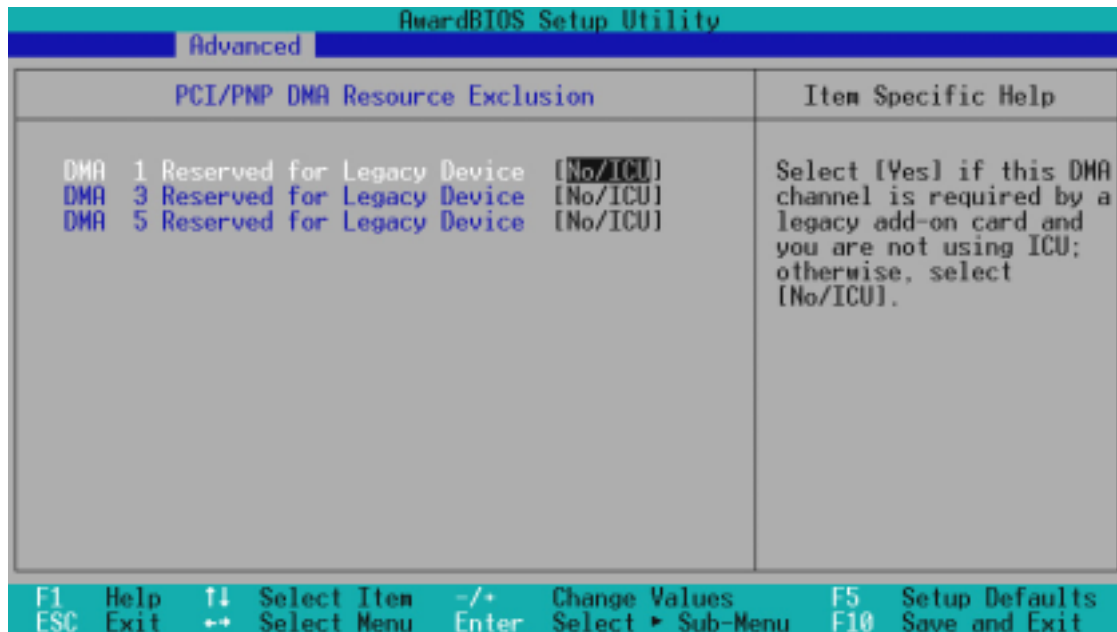 AwardBIOS Setup Utility
Advanced
PCI/PNP DMA Resource Exclusion
DMA 1 Reserved for Legacy Device [No/ICU]
DMA 3 Reserved for Legacy Device [No/ICU]
DMA 5 Reserved for Legacy Device [No/ICU]
Item Specific Help
Select [Yes] if this DMA
channel is required by a
legacy add-on card and
you are not using ICU;
otherwise, select
[No/ICU].
F1 Help ↑↓ Select Item -/+ Change Values F5 Setup Defaults
ESC Exit ←→ Select Menu Enter Select ► Sub-Menu F10 Save and Exit